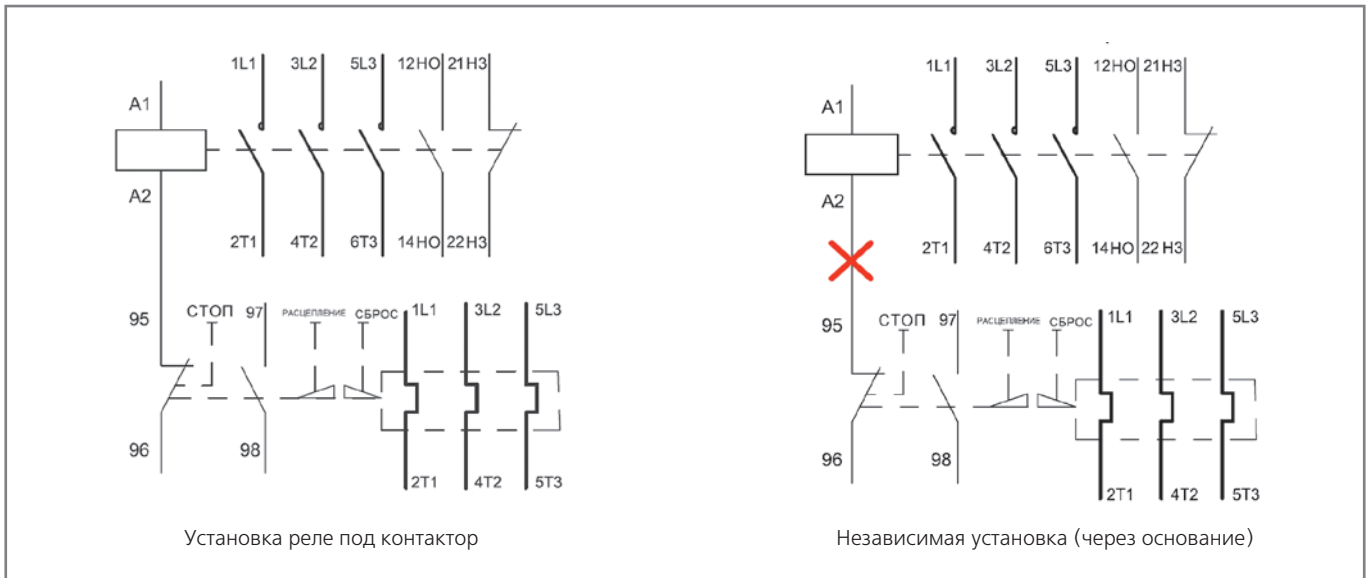 1L1 3L2 5L3 12НО 21НЗ
A1
A2
2T1 4T2 6T3 14НО 22НЗ
95 СТОП 97 РАСЦЕПЛЕНИЕ СБРОС 1L1 3L2 5L3
96 98
2T1 4T2 5T3
Установка реле под контактор
1L1 3L2 5L3 12НО 21НЗ
A1
A2
2T1 4T2 6T3 14НО 22 НЗ
95 СТОП 97 РАСЦЕПЛЕНИЕ СБРОС 1L1 3L2 5L3
96 98
2T1 4T2 5T3
Независимая установка (через основание)